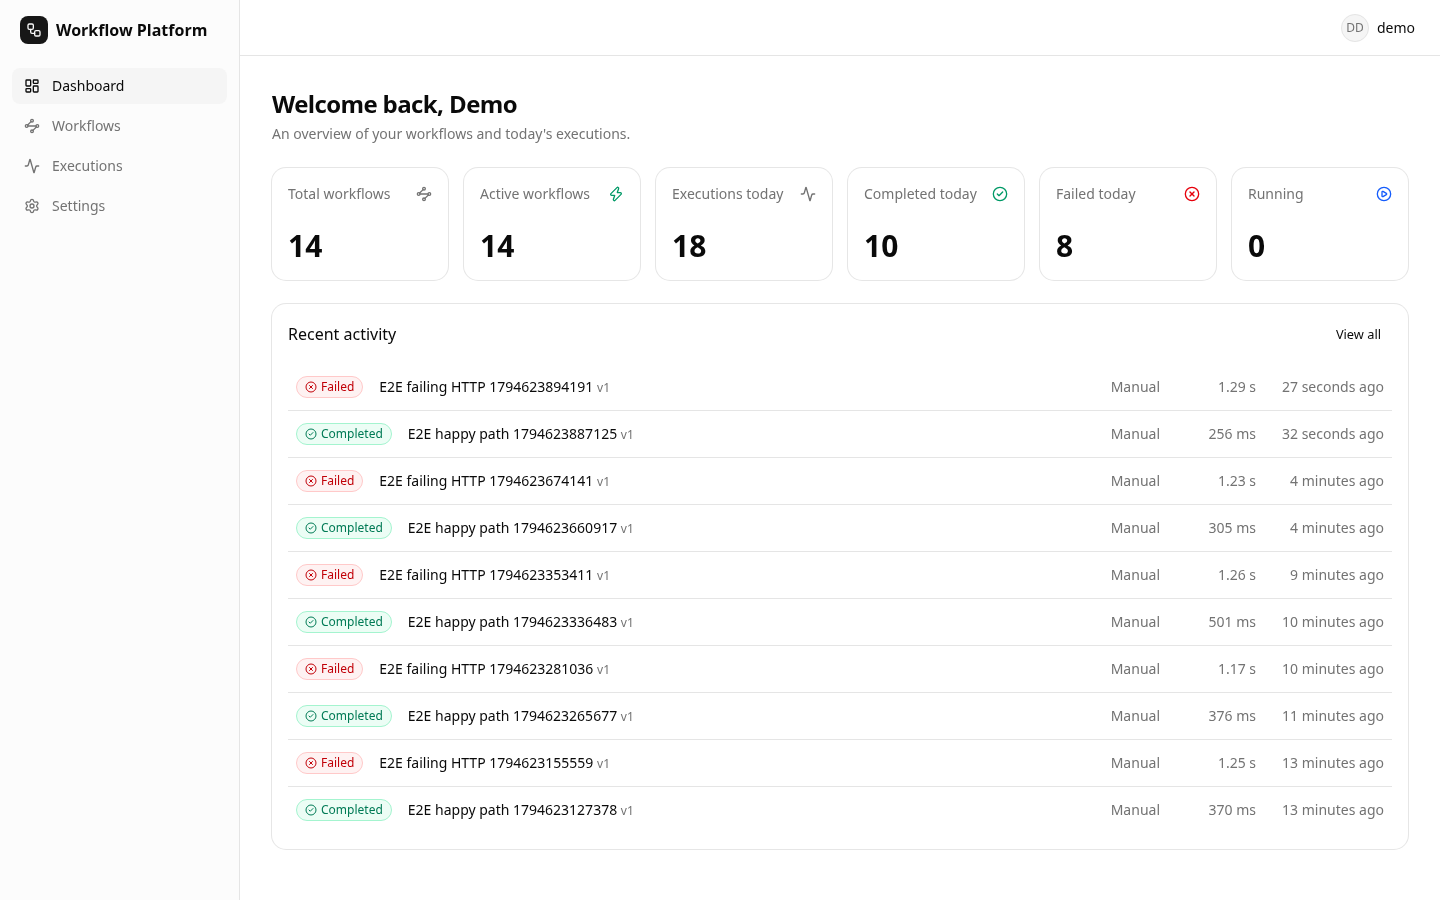 Workflow Platform
DD demo
Dashboard
Workflows
Executions
Settings
Welcome back, Demo
An overview of your workflows and today's executions.
Total workflows
14
Active workflows
14
Executions today
18
Completed today
10
Failed today
8
Running
0
Recent activity
View all
Failed E2E failing HTTP 1794623894191 v1 Manual 1.29 s 27 seconds ago
Completed E2E happy path 1794623887125 v1 Manual 256 ms 32 seconds ago
Failed E2E failing HTTP 1794623674141 v1 Manual 1.23 s 4 minutes ago
Completed E2E happy path 1794623660917 v1 Manual 305 ms 4 minutes ago
Failed E2E failing HTTP 1794623353411 v1 Manual 1.26 s 9 minutes ago
Completed E2E happy path 1794623336483 v1 Manual 501 ms 10 minutes ago
Failed E2E failing HTTP 1794623281036 v1 Manual 1.17 s 10 minutes ago
Completed E2E happy path 1794623265677 v1 Manual 376 ms 11 minutes ago
Failed E2E failing HTTP 1794623155559 v1 Manual 1.25 s 13 minutes ago
Completed E2E happy path 1794623127378 v1 Manual 370 ms 13 minutes ago